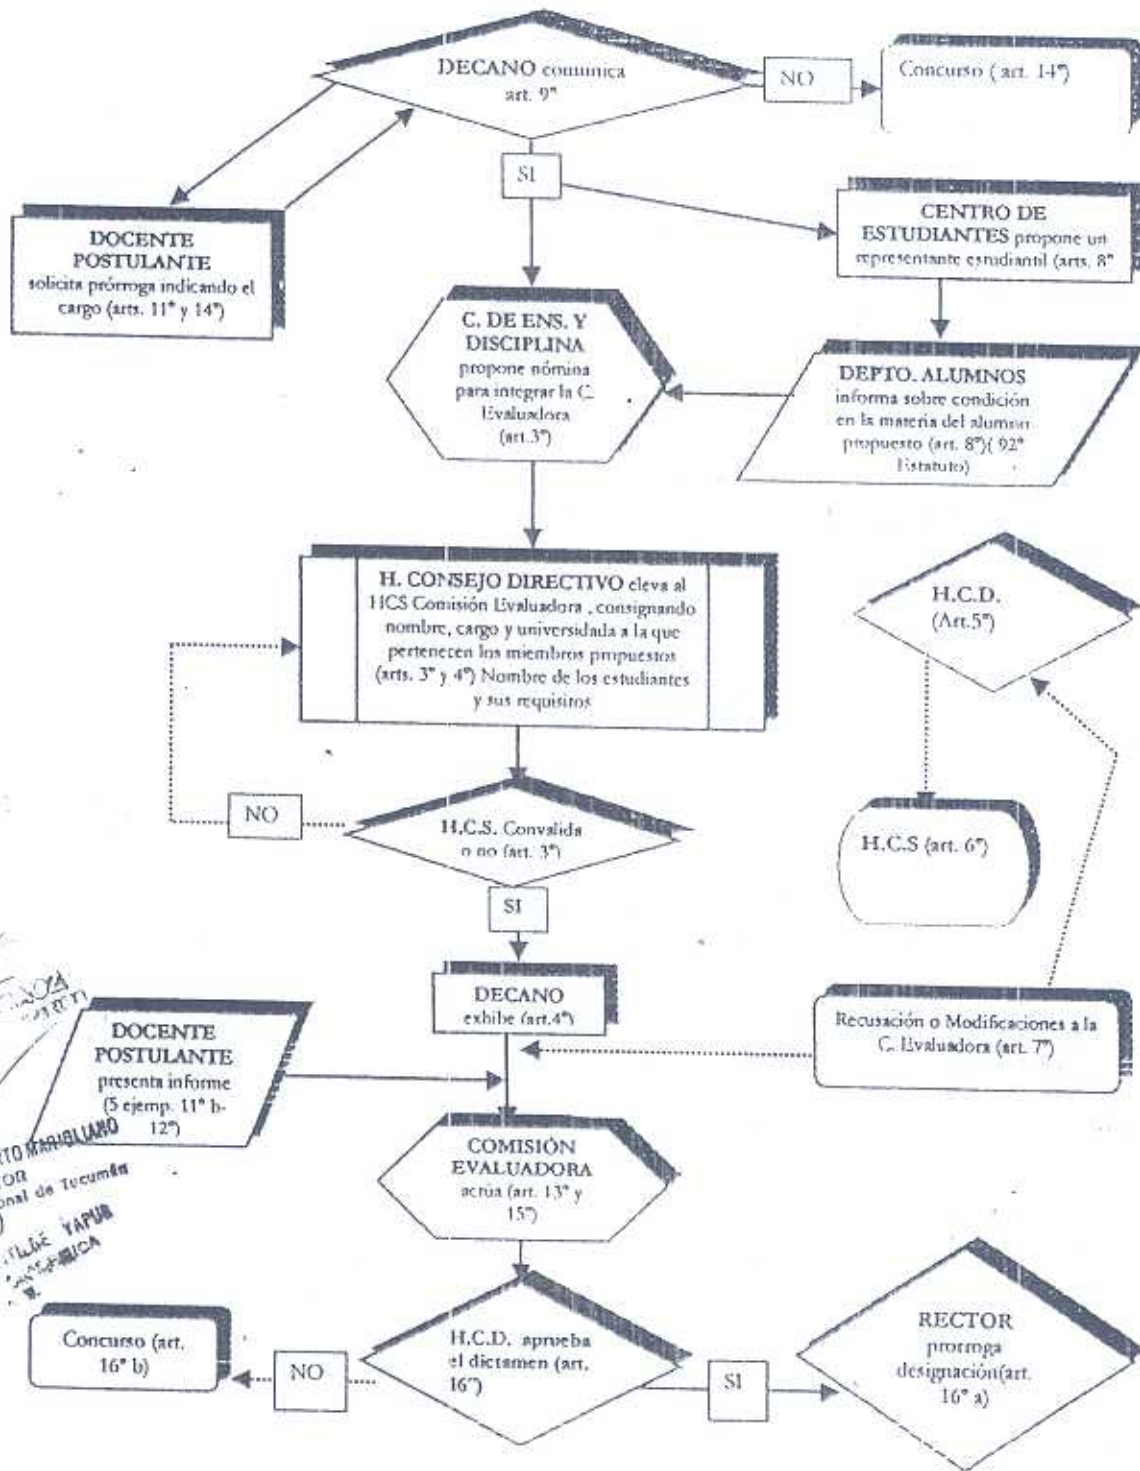 DECANO comunica
art. 9°
NO
Concurso ( art. 14°)
SI
DOCENTE
POSTULANTE
solicita prórroga indicando el
cargo (arts. 11° y 14°)
CENTRO DE
ESTUDIANTES propone un
representante estudiantil (arts. 8°
C. DE ENS. Y
DISCIPLINA
propone nómina
para integrar la C.
Evaluadora
(art.3°)
DEPTO. ALUMNOS
informa sobre condición
en la materia del alumno
propuesto (art. 8°)( 92°
Estatuto)
H. CONSEJO DIRECTIVO eleva al
HCS Comisión Evaluadora , consignando
nombre, cargo y universidada a la que
pertenecen los miembros propuestos
(arts. 3° y 4°) Nombre de los estudiantes
y sus requisitos
H.C.D.
(Art.5°)
NO
H.C.S. Convalida
o no (art. 3°)
H.C.S (art. 6°)
SI
DECANO
exhibe (art.4°)
Recusación o Modificaciones a la
C. Evaluadora (art. 7°)
DOCENTE
POSTULANTE
presenta informe
(5 ejemp. 11° b-
12°)
COMISIÓN
EVALUADORA
actúa (art. 13° y
15°)
onal de Tucumán
YAPUR
Concurso (art.
16° b)
NO
H.C.D. aprueba
el dictamen (art.
16°)
SI
RECTOR
prorroga
designación(art.
16° a)